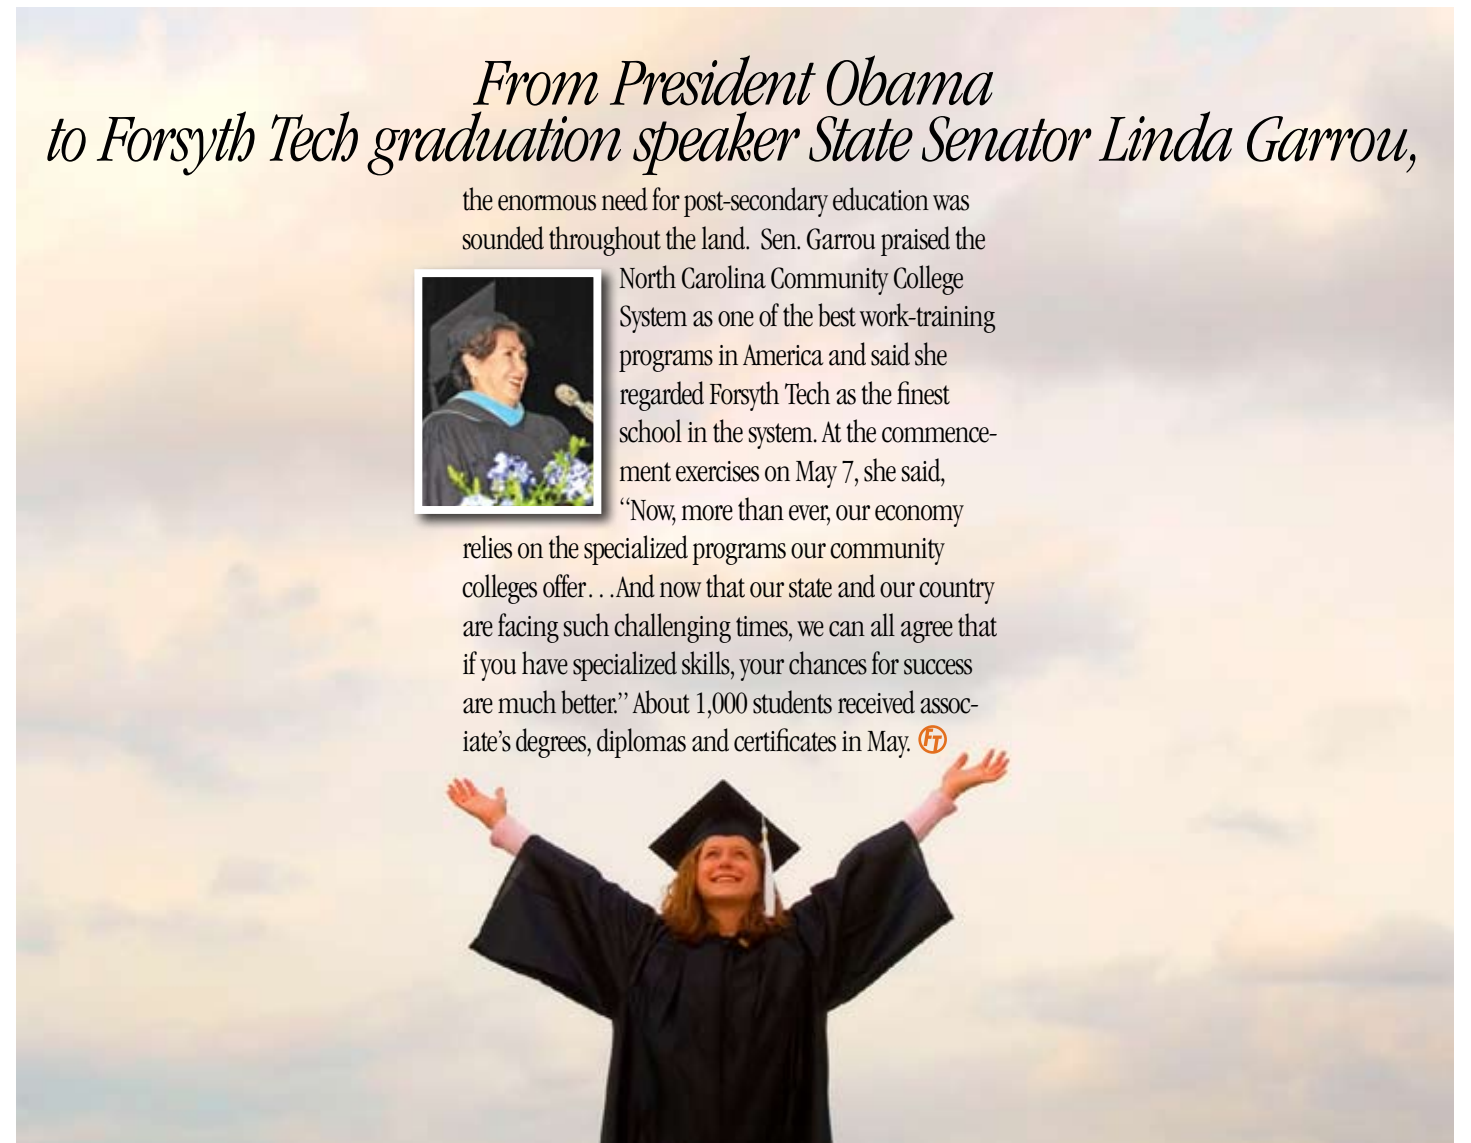 From President Obama
to Forsyth Tech graduation speaker State Senator Linda Garrou,
the enormous need for post-secondary education was
sounded throughout the land.  Sen. Garrou praised the
North Carolina Community College
System as one of the best work-training
programs in America and said she
regarded Forsyth Tech as the finest
school in the system. At the commence-
ment exercises on May 7, she said,
“Now, more than ever, our economy
relies on the specialized programs our community
colleges offer. . .And now that our state and our country
are facing such challenging times, we can all agree that
if you have specialized skills, your chances for success
are much better.” About 1,000 students received assoc-
iate’s degrees, diplomas and certificates in May. FT